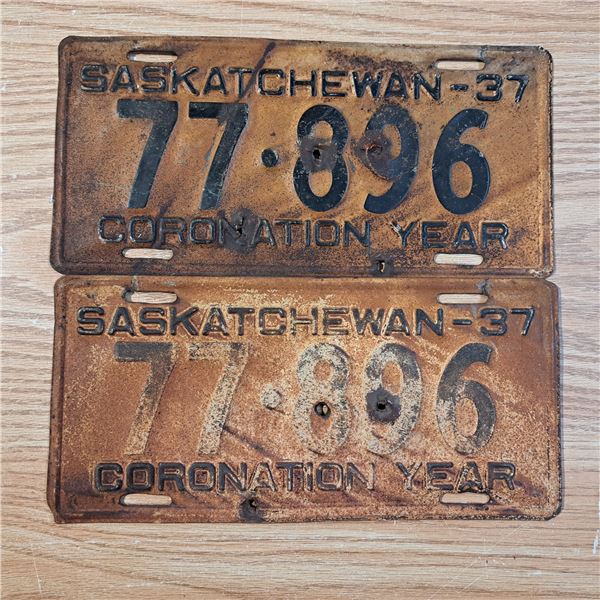 SASKATCHEWAN-37
77·896
CORONATION YEAR
SASKATCHEWAN-37
77·896
CORONATION YEAR